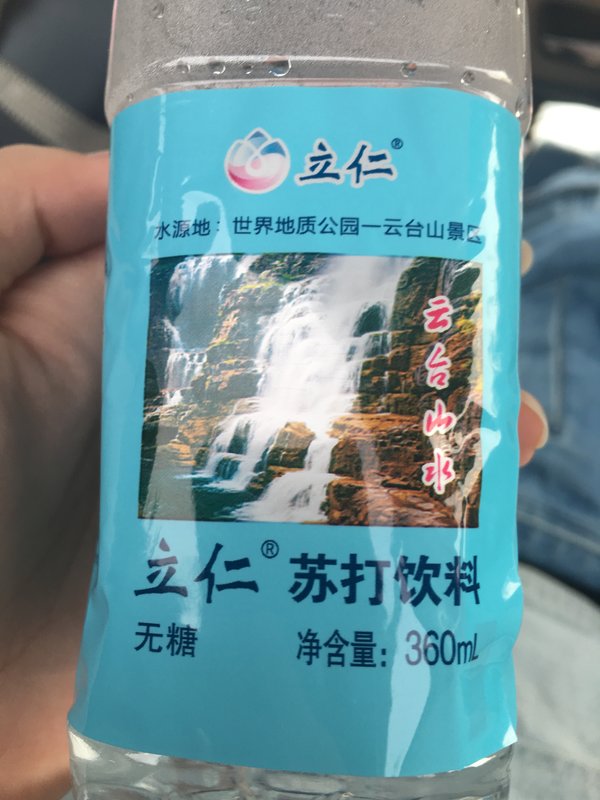 立仁®
水源地：世界地质公园一云台山景区
云台山水
立仁® 苏打饮料
无糖 净含量：360mL